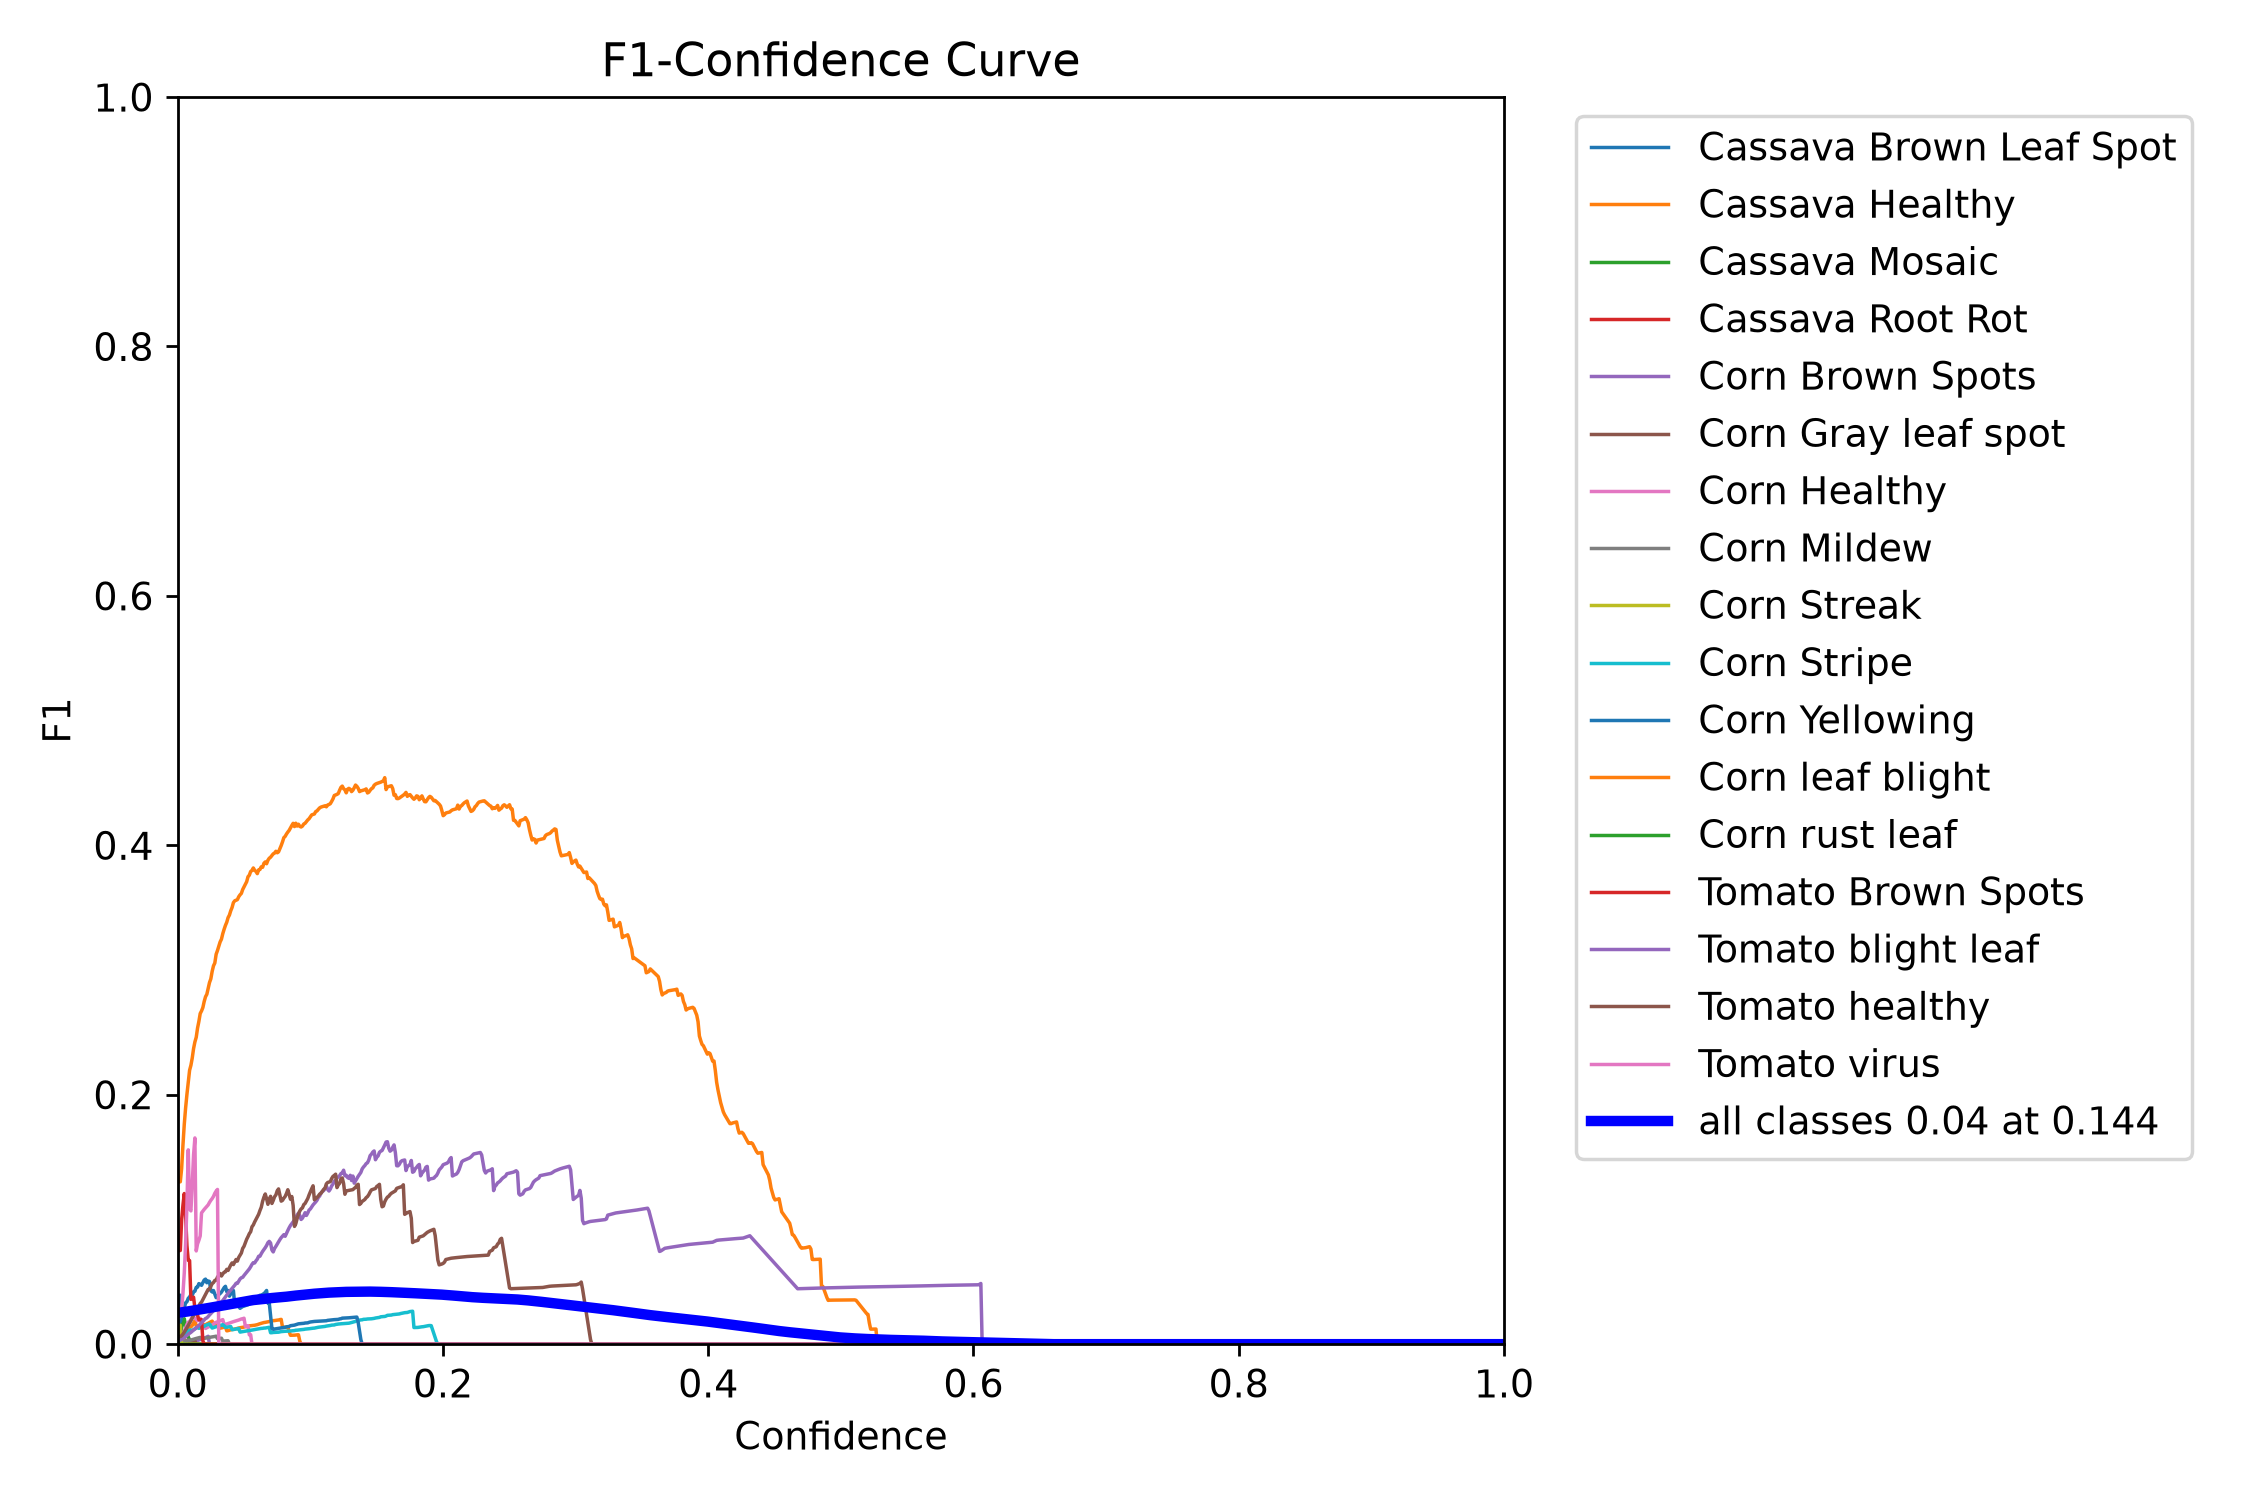 F1-Confidence Curve
1.0
0.8
0.6
0.4
0.2
0.0
F1
0.0 0.2 0.4 0.6 0.8 1.0
Confidence
Cassava Brown Leaf Spot
Cassava Healthy
Cassava Mosaic
Cassava Root Rot
Corn Brown Spots
Corn Gray leaf spot
Corn Healthy
Corn Mildew
Corn Streak
Corn Stripe
Corn Yellowing
Corn leaf blight
Corn rust leaf
Tomato Brown Spots
Tomato blight leaf
Tomato healthy
Tomato virus
all classes 0.04 at 0.144